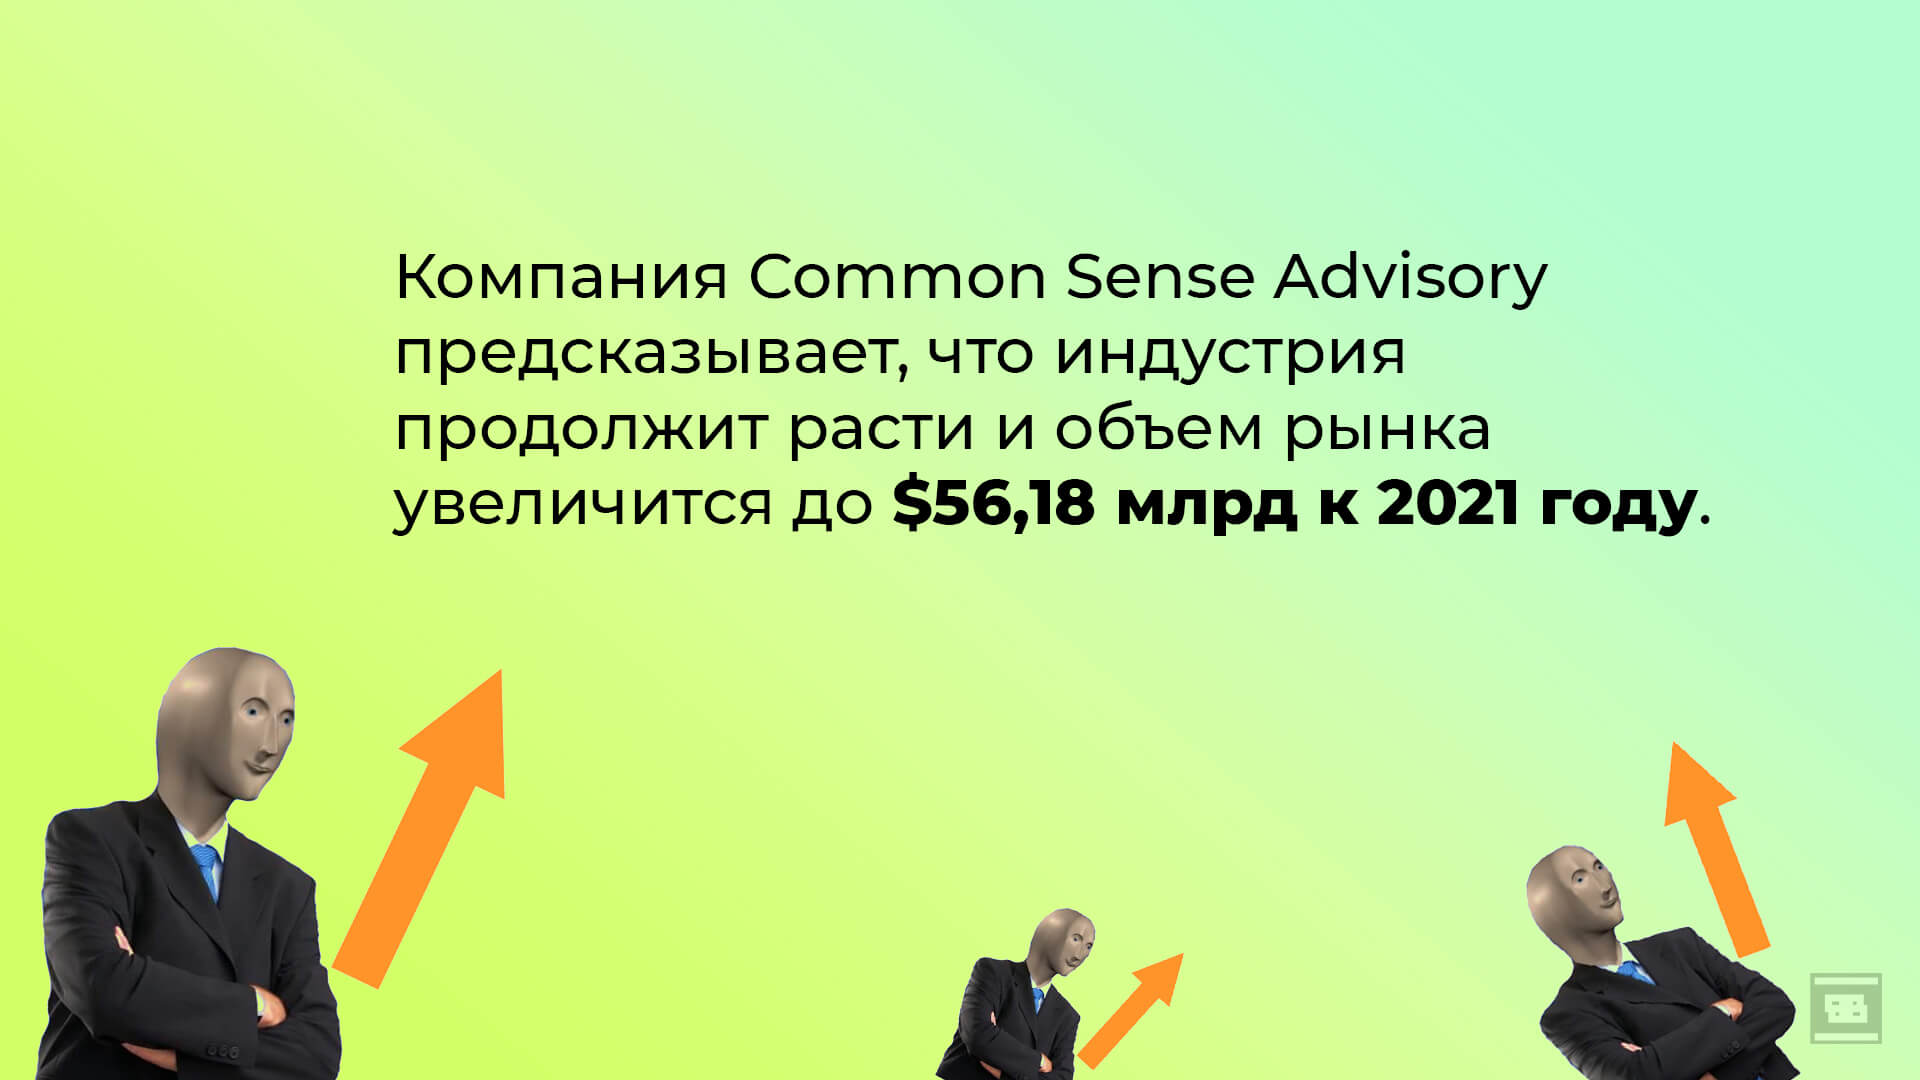 Компания Common Sense Advisory
предсказывает, что индустрия
продолжит расти и объем рынка
увеличится до $56,18 млрд к 2021 году.